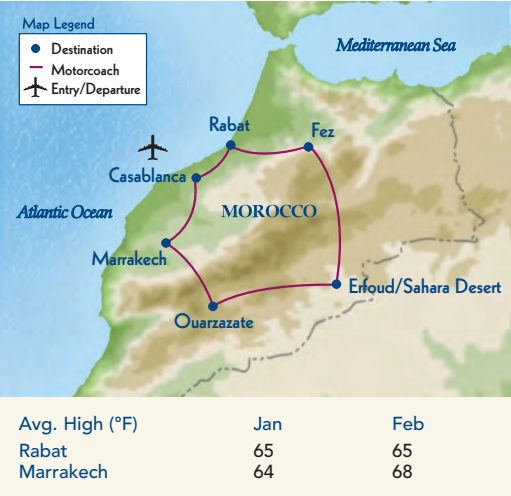 Map Legend
Destination
Motorcoach
Entry/Departure
Mediterranean Sea
Rabat
Fez
Casablanca
Atlantic Ocean
MOROCCO
Marrakech
Erfoud/Sahara Desert
Ouarzazate
Avg. High (°F) Jan Feb
Rabat 65 65
Marrakech 64 68